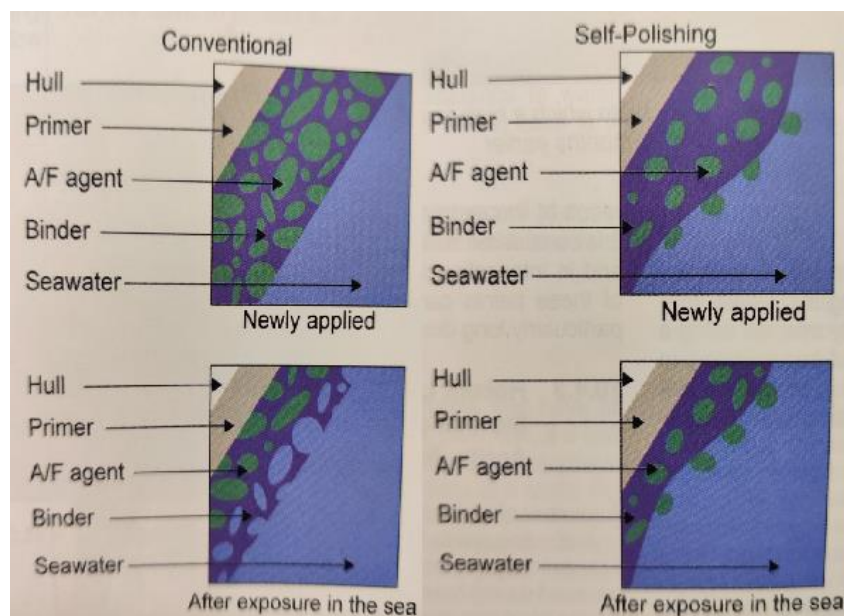 Conventional
Hull
Primer
A/F agent
Binder
Seawater
Newly applied
Self-Polishing
Hull
Primer
A/F agent
Binder
Seawater
Newly applied
Hull
Primer
A/F agent
Binder
Seawater
After exposure in the sea
Hull
Primer
A/F agent
Binder
Seawater
After exposure in the sea